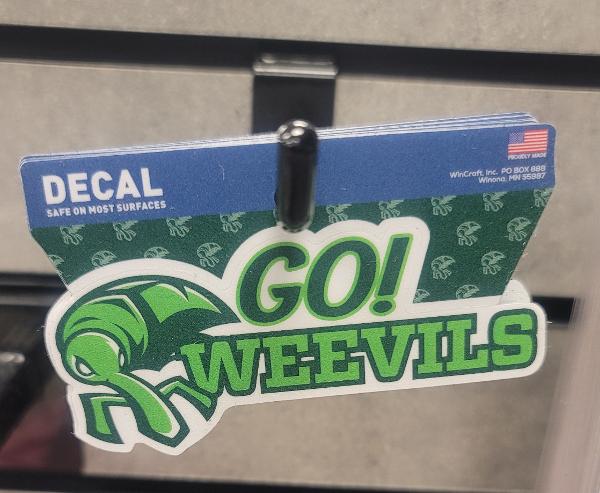 DECAL
SAFE ON MOST SURFACES
PROUDLY MADE
WinCraft, Inc. PO BOX 888
Winona, MN 55987
GO!
WEEVILS